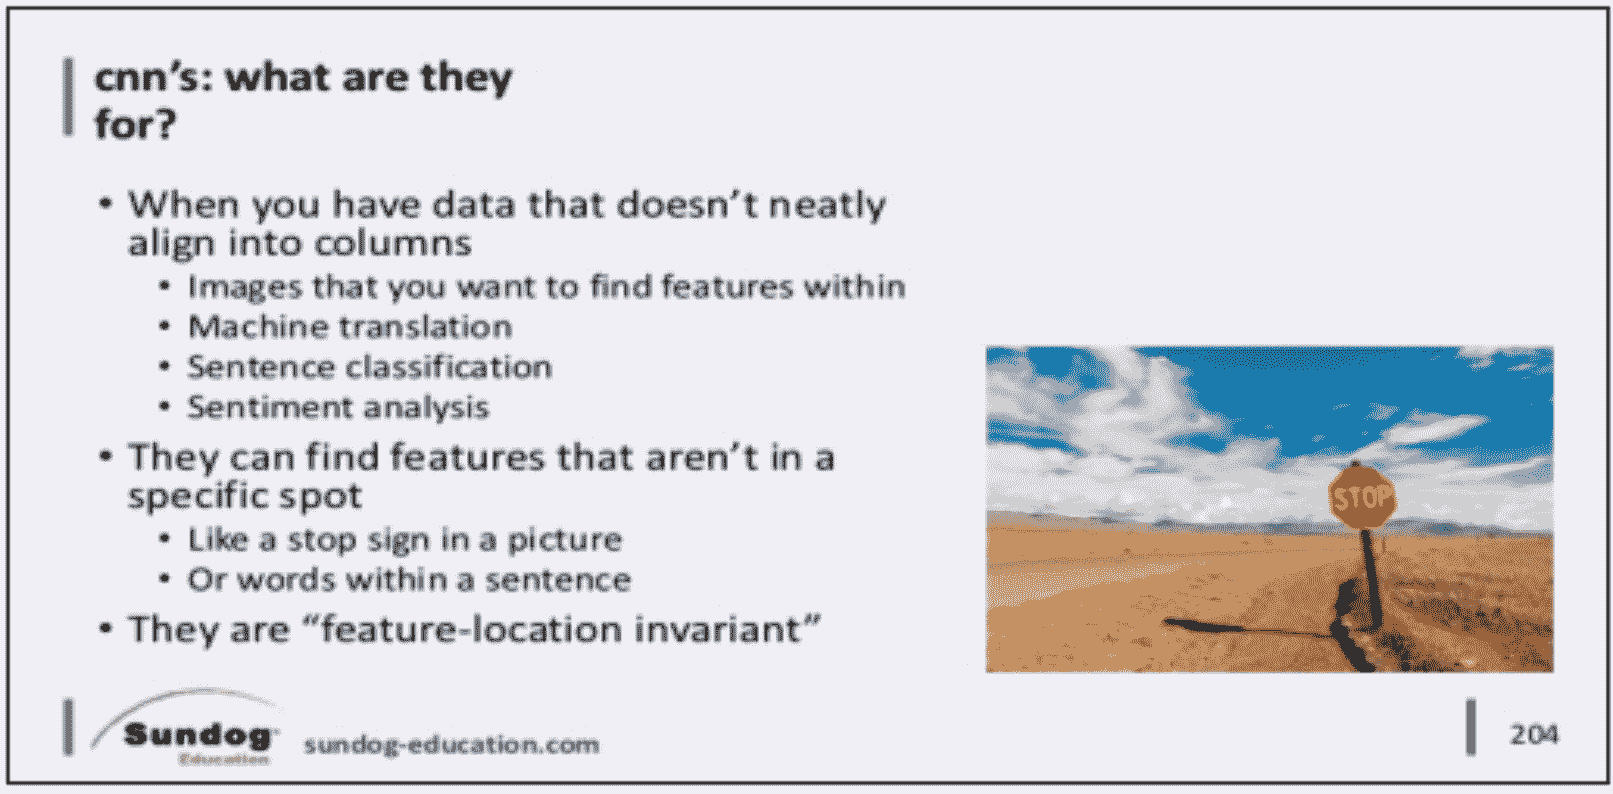 cnn's: what are they
for?
• When you have data that doesn't neatly
align into columns
• Images that you want to find features within
• Machine translation
• Sentence classification
• Sentiment analysis
• They can find features that aren't in a
specific spot
• Like a stop sign in a picture
• Or words within a sentence
• They are “feature-location invariant”
STOP
Sundog
Education
sundog-education.com
204